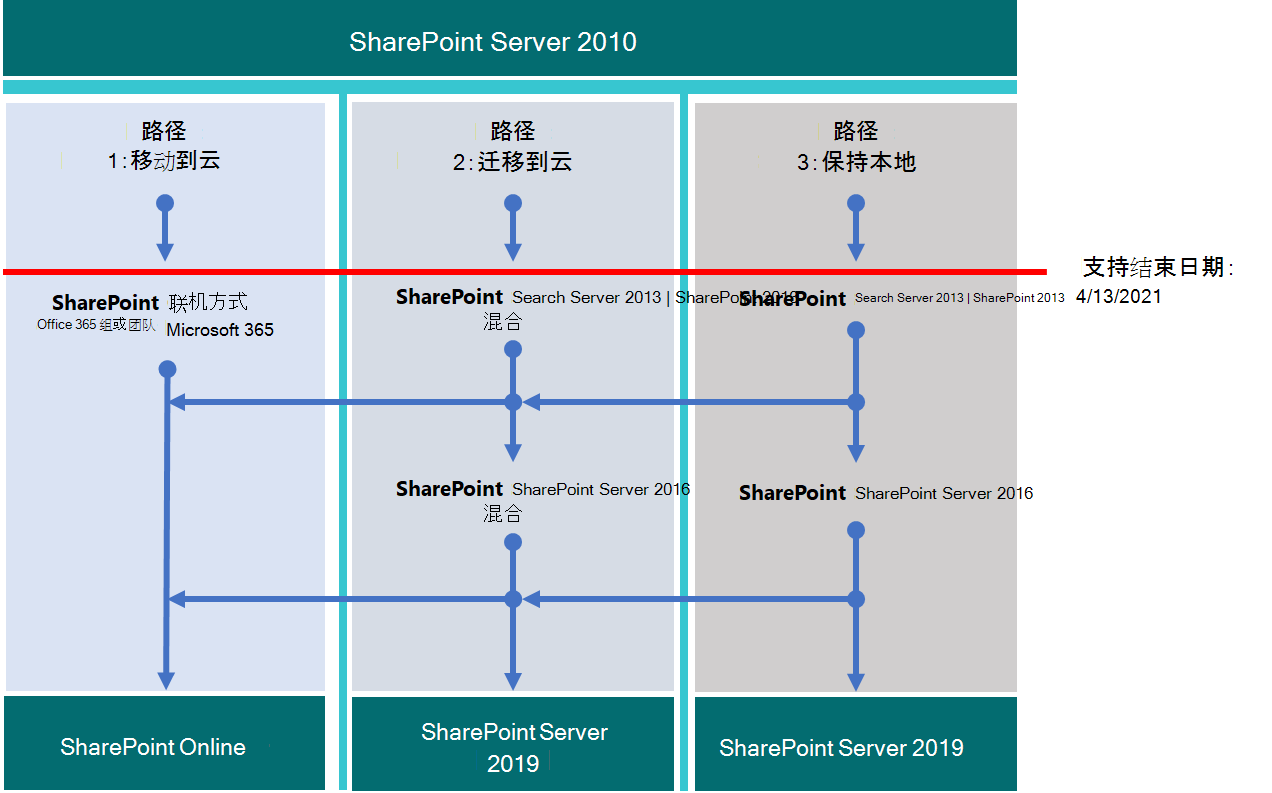 SharePoint Server 2010
路径
1:移动到云
路径
2:迁移到云
路径
3:保持本地
支持结束日期:
4/13/2021
SharePoint 联机方式
Office 365 组或团队 Microsoft 365
SharePoint Search Server 2013 | SharePoint 2013
混合
SharePoint Search Server 2013 | SharePoint 2013
SharePoint SharePoint Server 2016
混合
SharePoint SharePoint Server 2016
SharePoint Online
SharePoint Server
2019
SharePoint Server 2019